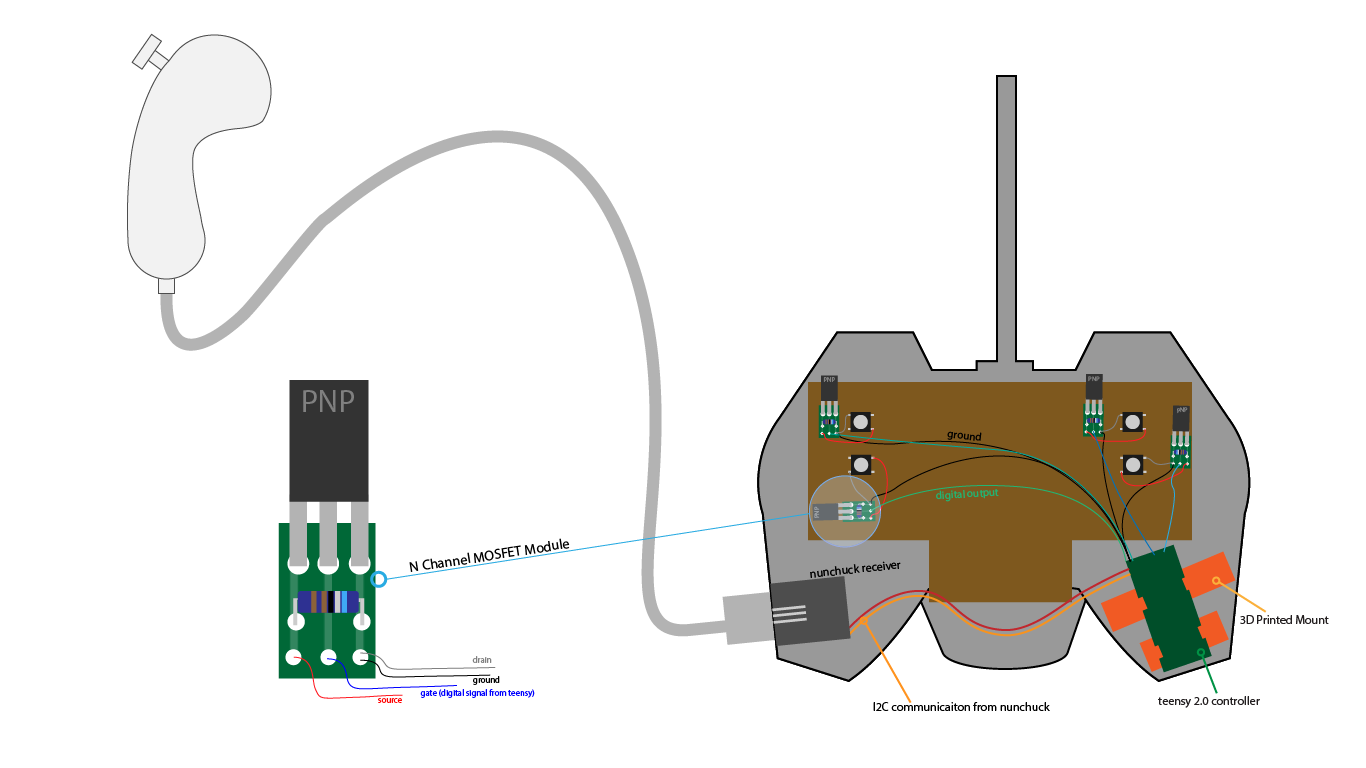 PNP
N Channel MOSFET Module
drain
ground
gate (digital signal from teensy)
source
PNP
PNP
PNP
PNP
ground
digital output
nunchuck receiver
I2C communicaiton from nunchuck
3D Printed Mount
teensy 2.0 controller